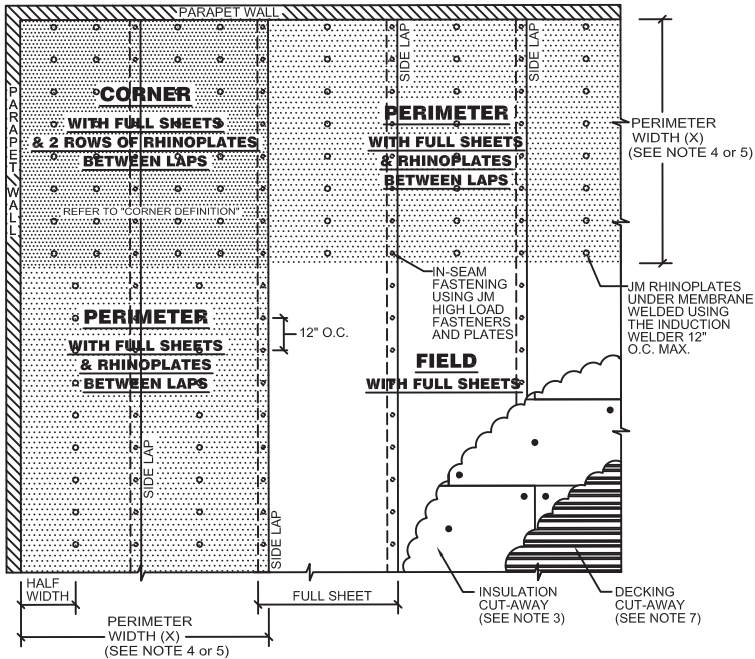 PARAPET WALL
PARAPET WALL
SIDE LAP
SIDE LAP
CORNER
WITH FULL SHEETS
& 2 ROWS OF RHINOPLATES
BETWEEN LAPS
REFER TO "CORNER DEFINITION"
PERIMETER
WITH FULL SHEETS
& RHINOPLATES
BETWEEN LAPS
PERIMETER
WIDTH (X)
(SEE NOTE 4 or 5)
IN-SEAM
FASTENING
USING JM
HIGH LOAD
FASTENERS
AND PLATES
JM RHINOPLATES
UNDER MEMBRANE
WELDED USING
THE INDUCTION
WELDER 12"
O.C. MAX.
PERIMETER
WITH FULL SHEETS
& RHINOPLATES
BETWEEN LAPS
12" O.C.
FIELD
WITH FULL SHEETS
SIDE LAP
SIDE LAP
HALF
WIDTH
FULL SHEET
INSULATION
CUT-AWAY
(SEE NOTE 3)
DECKING
CUT-AWAY
(SEE NOTE 7)
PERIMETER
WIDTH (X)
(SEE NOTE 4 or 5)